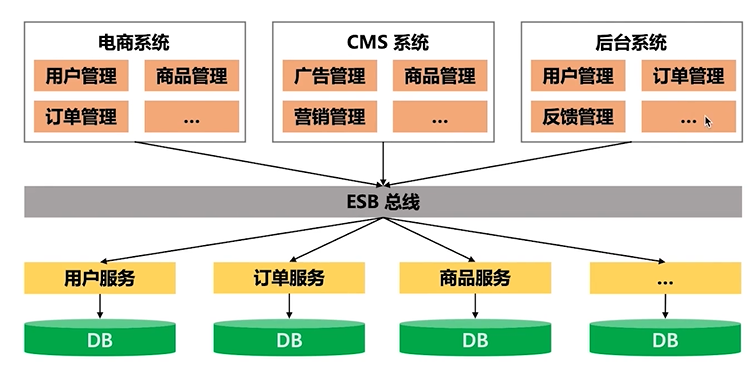 电商系统
CMS 系统
后台系统
用户管理
商品管理
广告管理
商品管理
用户管理
订单管理
订单管理
...
营销管理
...
反馈管理
...
ESB 总线
用户服务
订单服务
商品服务
...
DB
DB
DB
DB